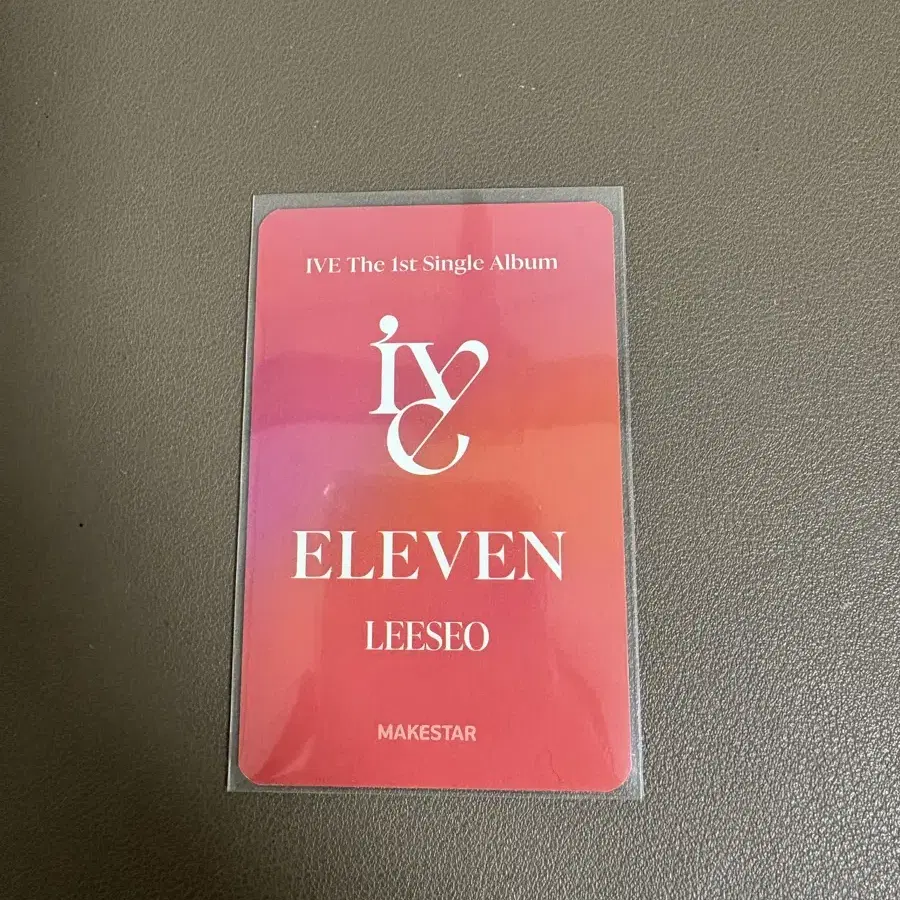 IVE The 1st Single Album
IVE
ELEVEN
LEESEO
MAKESTAR